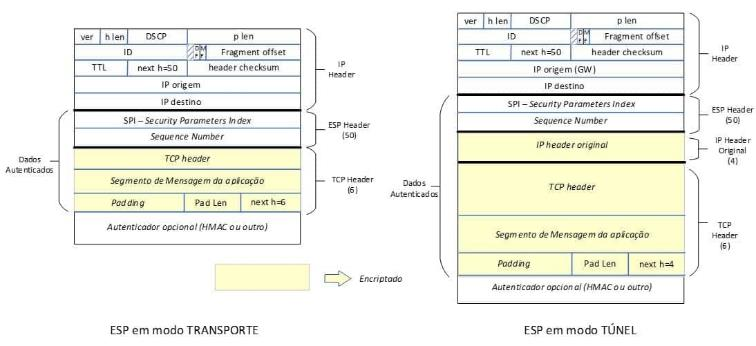 ver h len DSCP p len
ID D F M F Fragment offset
TTL next h=50 header checksum
IP origem
IP destino
SPI – Security Parameters Index
Sequence Number
TCP header
Segmento de Mensagem da aplicação
Padding Pad Len next h=6
Autenticador opcional (HMAC ou outro)
IP
Header
ESP Header
(50)
TCP Header
(6)
Dados
Autenticados
ESP em modo TRANSPORTE
ver h len DSCP p len
ID D F M F Fragment offset
TTL next h=50 header checksum
IP origem (GW)
IP destino
SPI – Security Parameters Index
Sequence Number
IP header original
TCP header
Segmento de Mensagem da aplicação
Padding Pad Len next h=4
Autenticador opcional (HMAC ou outro)
IP
Header
ESP Header
(50)
IP Header
Original
(4)
TCP
Header
(6)
Dados
Autenticados
Encriptado
ESP em modo TÚNEL